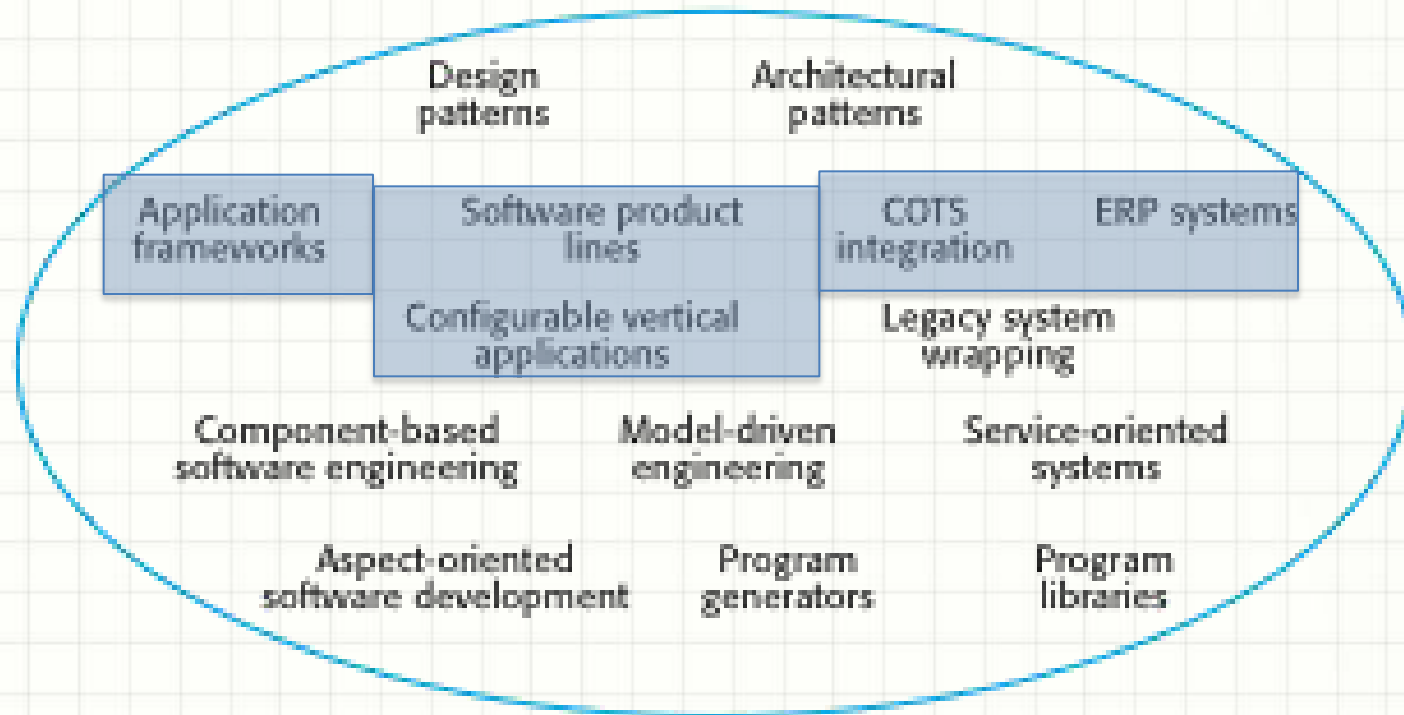 Design
patterns
Architectural
patterns
Application
frameworks
Software product
lines
COTS
integration
ERP systems
Configurable vertical
applications
Legacy system
wrapping
Component-based
software engineering
Model-driven
engineering
Service-oriented
systems
Aspect-oriented
software development
Program
generators
Program
libraries